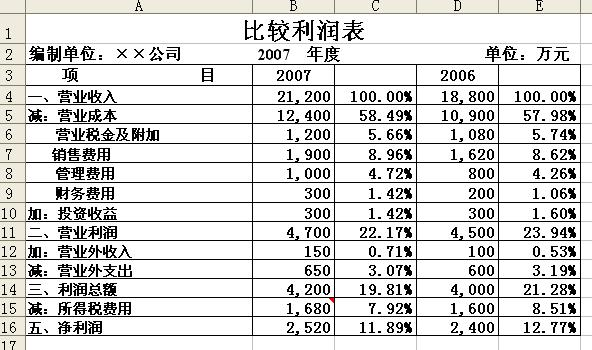 A B C D E
1 比较利润表
2 编制单位：××公司 2007 年度 单位：万元
3 项 目 2007 2006
4 一、营业收入 21,200 100.00% 18,800 100.00%
5 减：营业成本 12,400 58.49% 10,900 57.98%
6 营业税金及附加 1,200 5.66% 1,080 5.74%
7 销售费用 1,900 8.96% 1,620 8.62%
8 管理费用 1,000 4.72% 800 4.26%
9 财务费用 300 1.42% 200 1.06%
10 加：投资收益 300 1.42% 300 1.60%
11 二、营业利润 4,700 22.17% 4,500 23.94%
12 加：营业外收入 150 0.71% 100 0.53%
13 减：营业外支出 650 3.07% 600 3.19%
14 三、利润总额 4,200 19.81% 4,000 21.28%
15 减：所得税费用 1,680 7.92% 1,600 8.51%
16 五、净利润 2,520 11.89% 2,400 12.77%
17